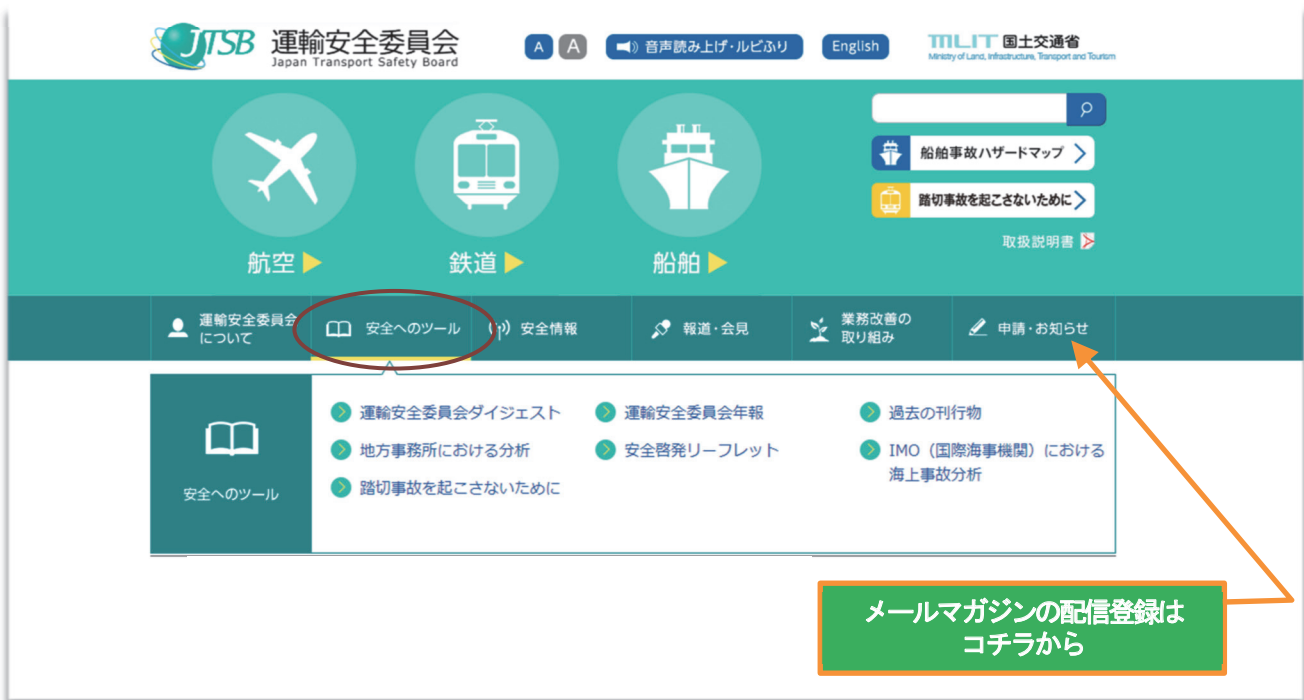 JTSB 運輸安全委員会
Japan Transport Safety Board
A A 音声読み上げ・ルビふり English
MLIT 国土交通省
Ministry of Land, Infrastructure, Transport and Tourism
船舶事故ハザードマップ
踏切事故を起こさないために
取扱説明書
航空 鉄道 船舶
運輸安全委員会
について
安全へのツール
安全情報
報道・会見
業務改善の
取り組み
申請・お知らせ
安全へのツール
運輸安全委員会ダイジェスト 運輸安全委員会年報 過去の刊行物
地方事務所における分析 安全啓発リーフレット IMO（国際海事機関）における
海上事故分析
踏切事故を起こさないために
メールマガジンの配信登録は
コチラから